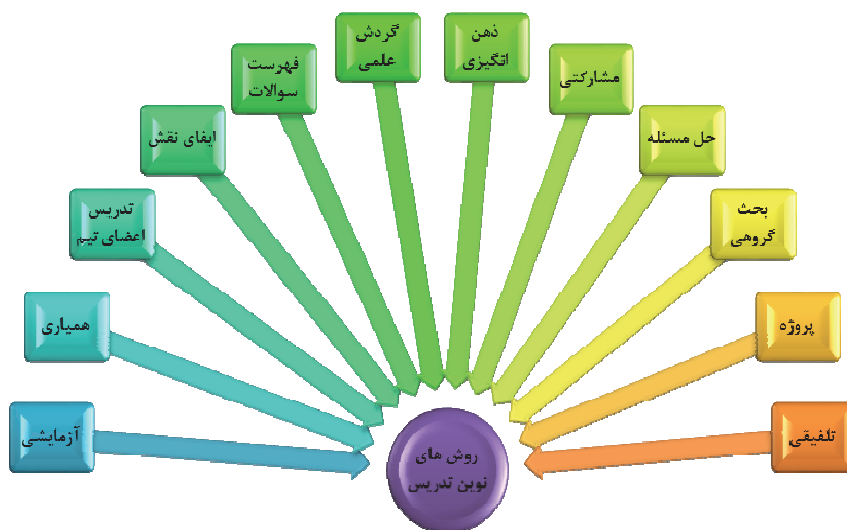 گردش
علمی
ذهن
انگیزی
فهرست
سوالات
مشارکتی
ایفای نقش
حل مسئله
تدریس
اعضای تیم
بحث
گروهی
همیاری
پروژه
آزمایشی
تلفیقی
روش های
نوین تدریس